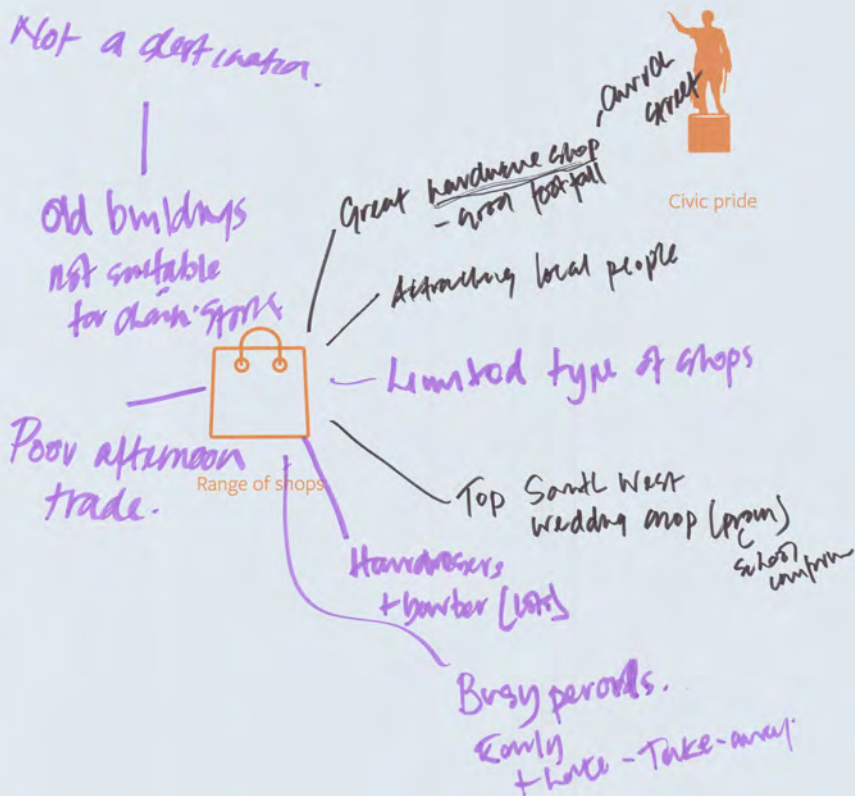 Not a destination.
Old buildings
not suitable
for chain stores
Great hardware shop
- good footfall
street
Civic pride
Attracting local people
Limited type of shops
Poor afternoon
trade.
Range of shops
Top South West
wedding shop (prom)
school
uniform
Hairdressers
+ barber (lots)
Busy periods.
Early
+ Late - Take-away.